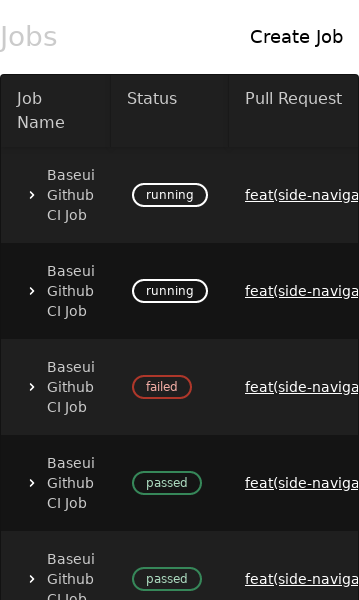 Jobs
Create Job
Job Name
Status
Pull Request
Baseui
Github
CI Job
running
feat(side-naviga
Baseui
Github
CI Job
running
feat(side-naviga
Baseui
Github
CI Job
failed
feat(side-naviga
Baseui
Github
CI Job
passed
feat(side-naviga
Baseui
Github
CI Job
passed
feat(side-naviga